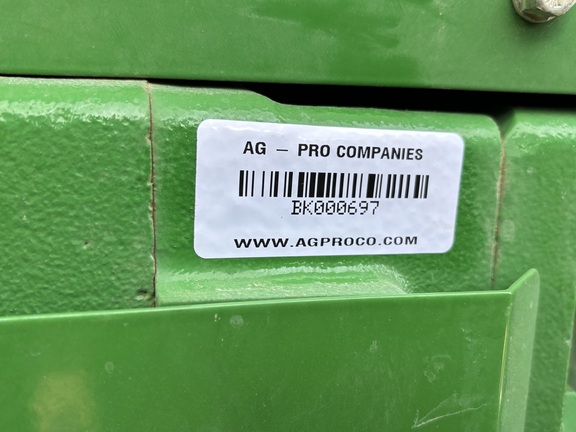 AG – PRO COMPANIES
BK000697
WWW.AGPROCO.COM